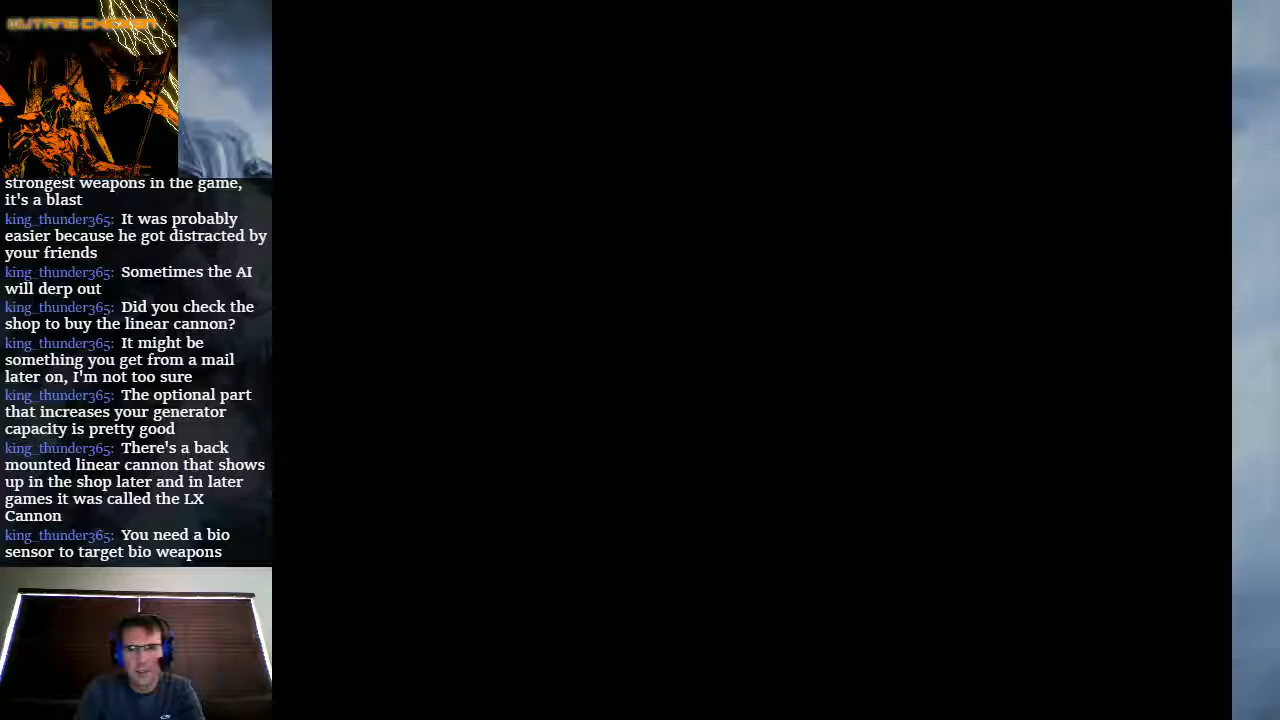 WUTANG CHICKEN
strongest weapons in the game,
it's a blast
king_thunder365: It was probably
easier because he got distracted by
your friends
king_thunder365: Sometimes the AI
will derp out
king_thunder365: Did you check the
shop to buy the linear cannon?
king_thunder365: It might be
something you get from a mail
later on, I'm not too sure
king_thunder365: The optional part
that increases your generator
capacity is pretty good
king_thunder365: There's a back
mounted linear cannon that shows
up in the shop later and in later
games it was called the LX
Cannon
king_thunder365: You need a bio
sensor to target bio weapons